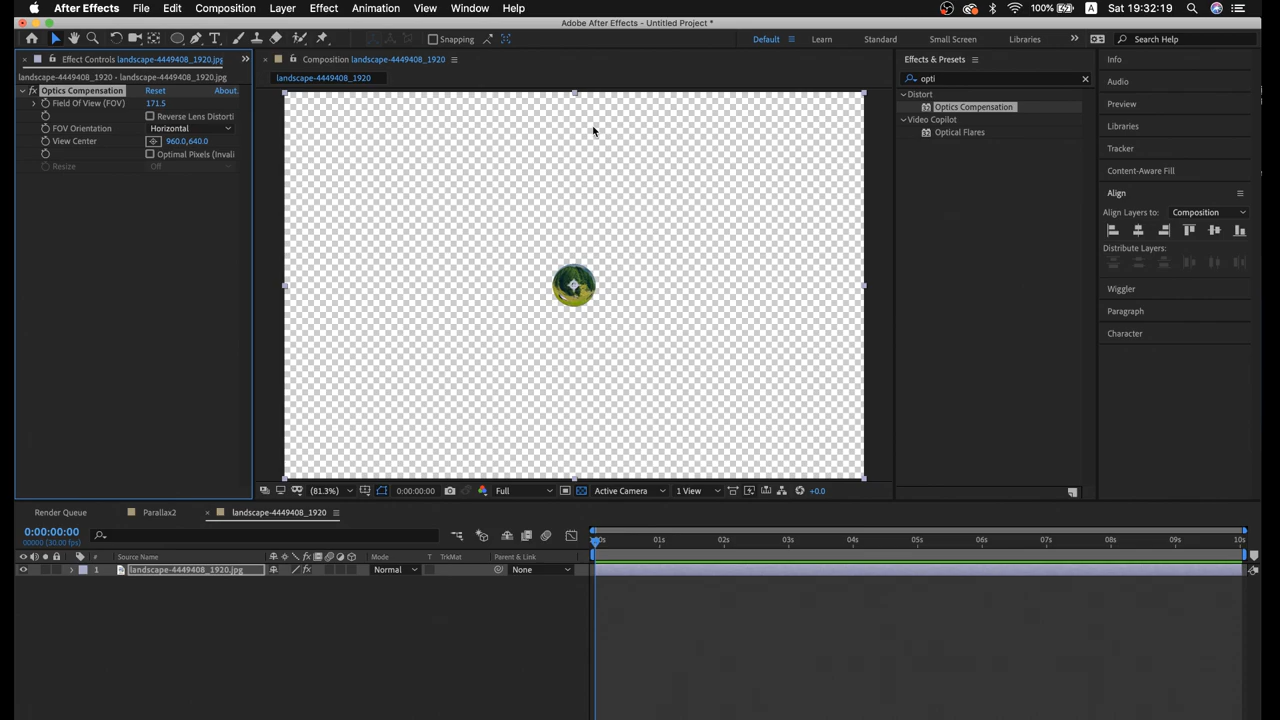 After Effects File Edit Composition Layer Effect Animation View Window Help 100% A Sat 19:32:19
Adobe After Effects - Untitled Project *
Snapping Default Learn Standard Small Screen Libraries Search Help
Effect Controls landscape-4449408_1920.jpg
Composition landscape-4449408_1920
Effects & Presets
Info
landscape-4449408_1920 - landscape-4449408_1920.jpg
landscape-4449408_1920
opti
Audio
Optics Compensation Reset About.
Distort
Field Of View (FOV) 171.5
Optics Compensation
Preview
Reverse Lens Distorti
Video Copilot
FOV Orientation Horizontal
Optical Flares
Libraries
View Center 960.0,640.0
Tracker
Optimal Pixels (Invali
Resize Off
Content-Aware Fill
Align
Align Layers to: Composition
Distribute Layers:
Wiggler
Paragraph
Character
(81.3%) 0:00:00:00 Full Active Camera 1 View +0.0
Render Queue Parallax2 landscape-4449408_1920
0:00:00:00
00000 (30.00 fps)
01s 02s 03s 04s 05s 06s 07s 08s 09s 10s
# Source Name Mode T TrkMat Parent & Link
1 landscape-4449408_1920.jpg Normal None